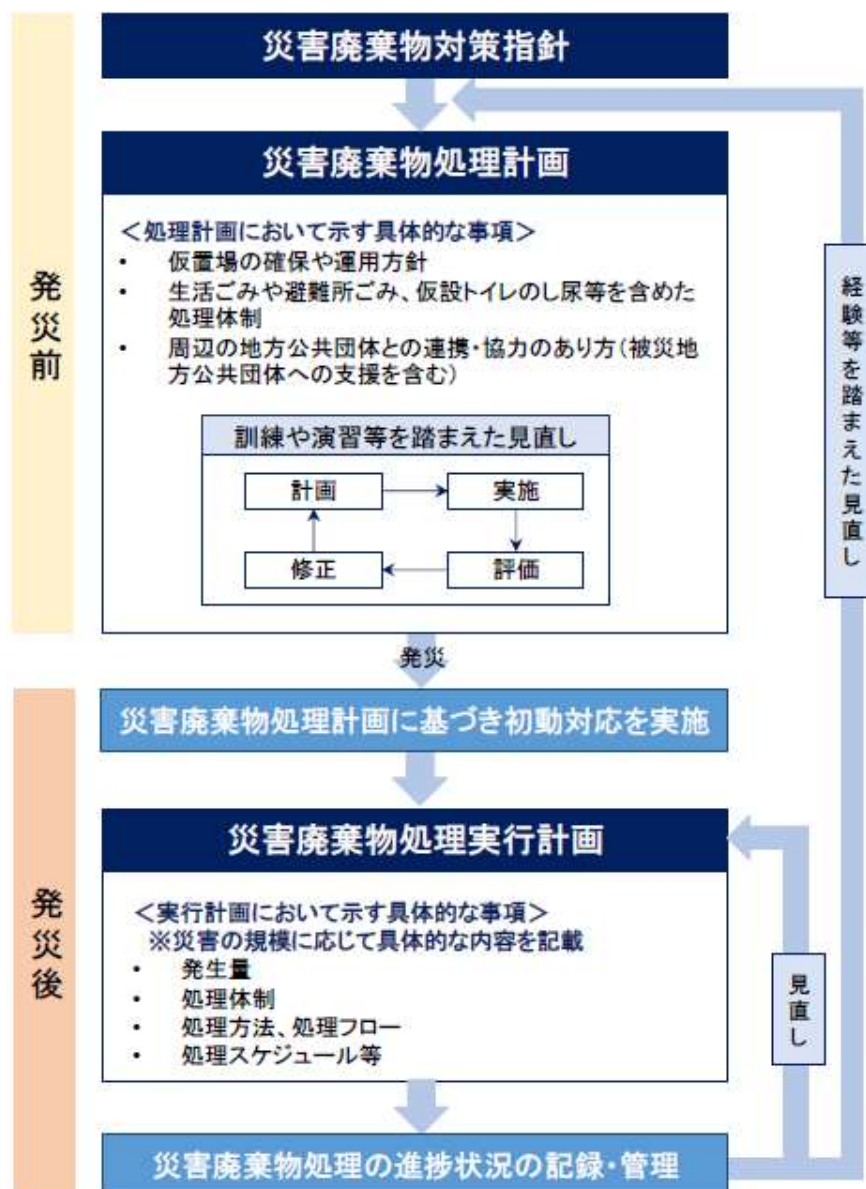 災害廃棄物対策指針
災害廃棄物処理計画
＜処理計画において示す具体的な事項＞
• 仮置場の確保や運用方針
• 生活ごみや避難所ごみ、仮設トイレのし尿等を含めた
処理体制
• 周辺の地方公共団体との連携・協力のあり方（被災地
方公共団体への支援を含む）
訓練や演習等を踏まえた見直し
計画
実施
修正
評価
発災前
経験等を踏まえた見直し
発災
災害廃棄物処理計画に基づき初動対応を実施
災害廃棄物処理実行計画
＜実行計画において示す具体的な事項＞
※災害の規模に応じて具体的な内容を記載
• 発生量
• 処理体制
• 処理方法、処理フロー
• 処理スケジュール等
発災後
見直し
災害廃棄物処理の進捗状況の記録・管理